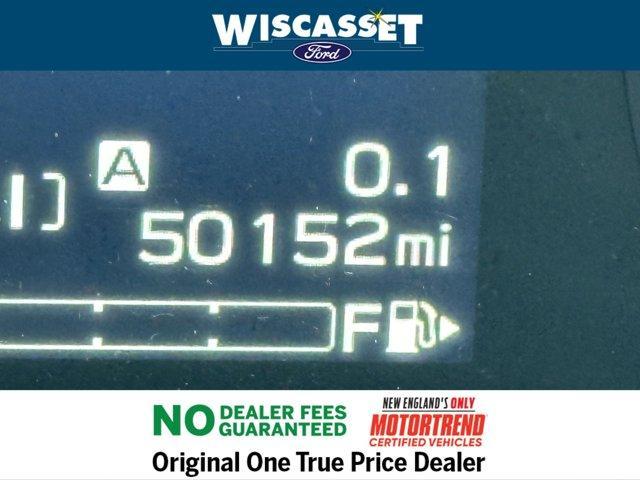 WISCASSET
Ford
A 0.1
50152mi
F
NO DEALER FEES GUARANTEED
NEW ENGLAND'S ONLY
MOTORTREND
CERTIFIED VEHICLES
Original One True Price Dealer